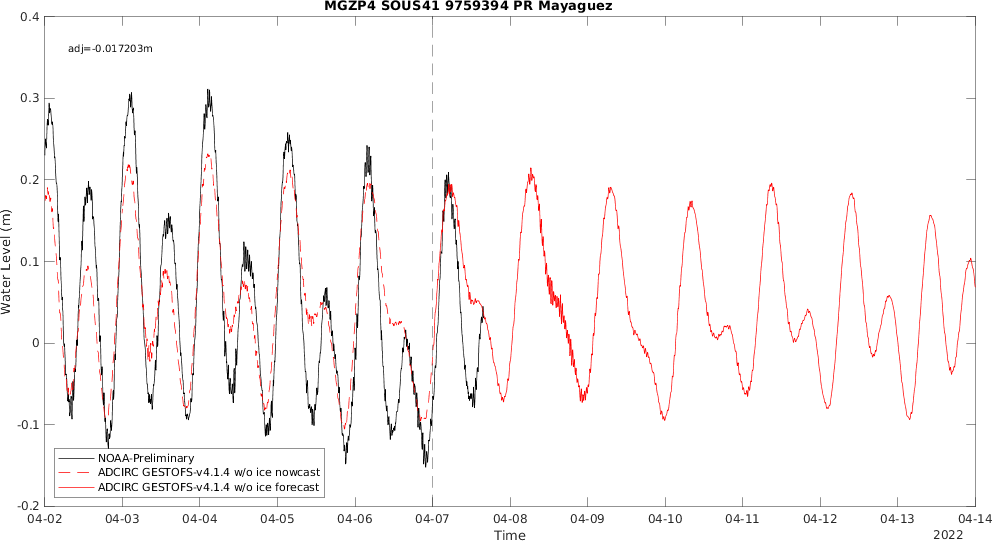 MGZP4 SOUS41 9759394 PR Mayaguez
adj=-0.017203m
0.4
0.3
0.2
0.1
0
-0.1
-0.2
Water Level (m)
NOAA-Preliminary
ADCIRC GESTOFS-v4.1.4 w/o ice nowcast
ADCIRC GESTOFS-v4.1.4 w/o ice forecast
04-02 04-03 04-04 04-05 04-06 04-07 04-08 04-09 04-10 04-11 04-12 04-13 04-14
Time
2022